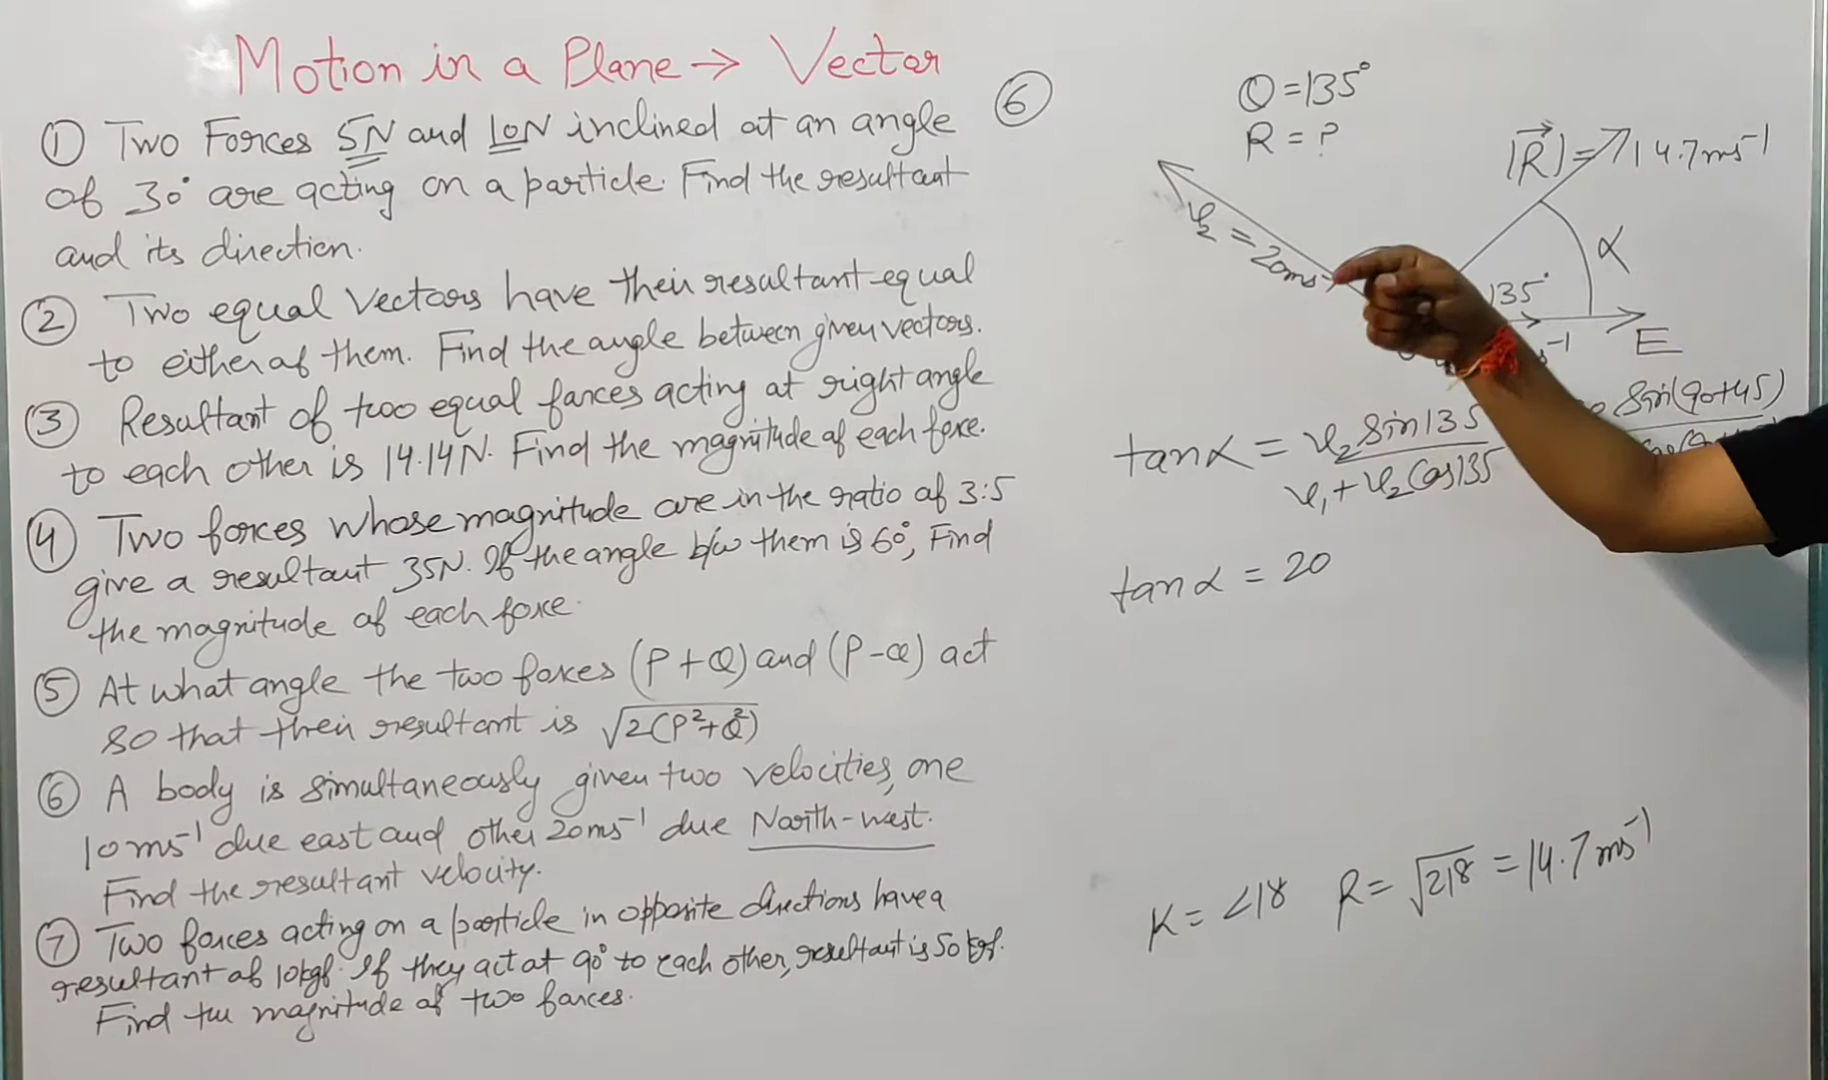 Motion in a Plane → Vector
① Two Forces 5N and 10N inclined at an angle
of 30° are acting on a particle. Find the resultant
and its direction.
② Two equal Vectors have their resultant equal
to either of them. Find the angle between given vectors.
③ Resultant of two equal forces acting at right angle
to each other is 14.14N. Find the magnitude of each force.
④ Two forces whose magnitude are in the ratio of 3:5
give a resultant 35N. If the angle b/w them is 60°, Find
the magnitude of each force.
⑤ At what angle the two forces (P+Q) and (P-Q) act
so that their resultant is √2(P²+Q²)
⑥ A body is simultaneously given two velocities, one
10ms⁻¹ due east and other 20ms⁻¹ due North-west.
Find the resultant velocity.
⑦ Two forces acting on a particle in opposite directions have a
resultant of 10kgf. If they act at 90° to each other, resultant is 50 kgf.
Find the magnitude of two forces.
⑥
θ = 135°
R = ?
|R⃗| = 14.7ms⁻¹
v₂ = 20ms⁻
α
135°
E
tanα = v₂ Sin135 / v₁ + v₂ Cos135
Sin(90+45)
tanα = 20
R = √218 = 14.7 ms⁻¹